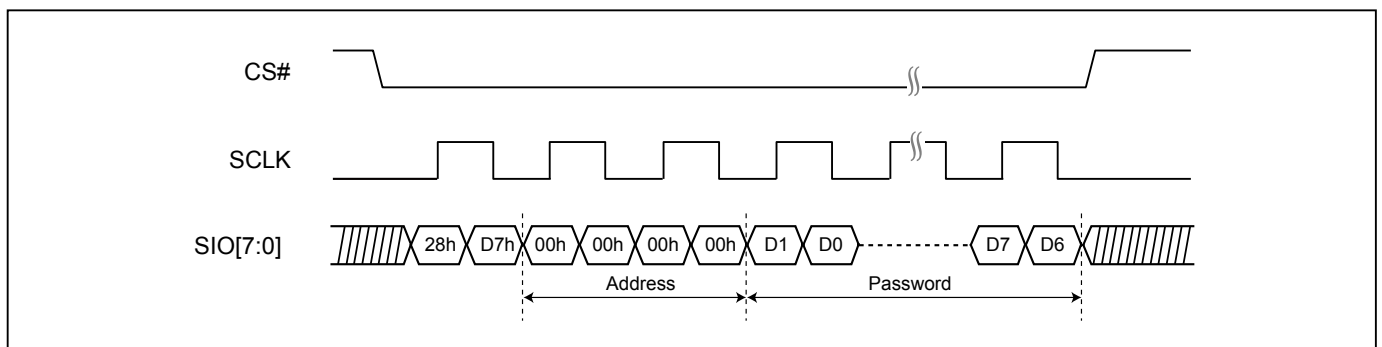 CS#
SCLK
SIO[7:0]
28h D7h 00h 00h 00h 00h D1 D0 D7 D6
Address Password